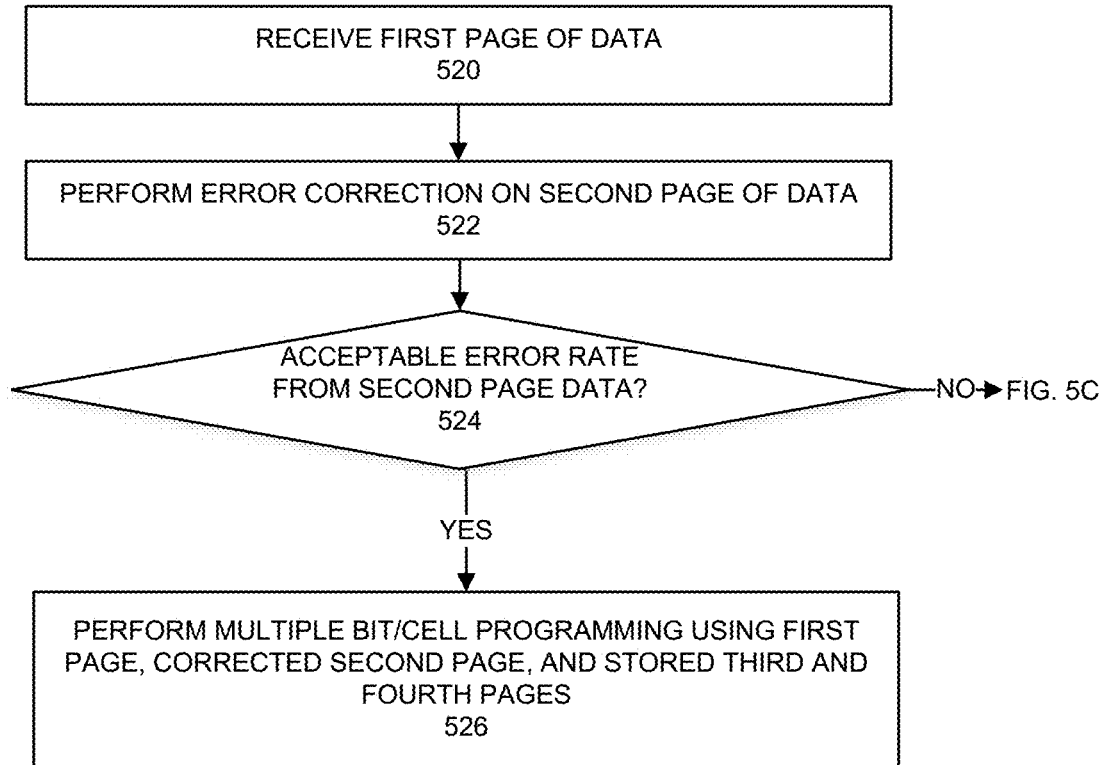 RECEIVE FIRST PAGE OF DATA
520
PERFORM ERROR CORRECTION ON SECOND PAGE OF DATA
522
ACCEPTABLE ERROR RATE
FROM SECOND PAGE DATA?
524
NO
FIG. 5C
YES
PERFORM MULTIPLE BIT/CELL PROGRAMMING USING FIRST
PAGE, CORRECTED SECOND PAGE, AND STORED THIRD AND
FOURTH PAGES
526